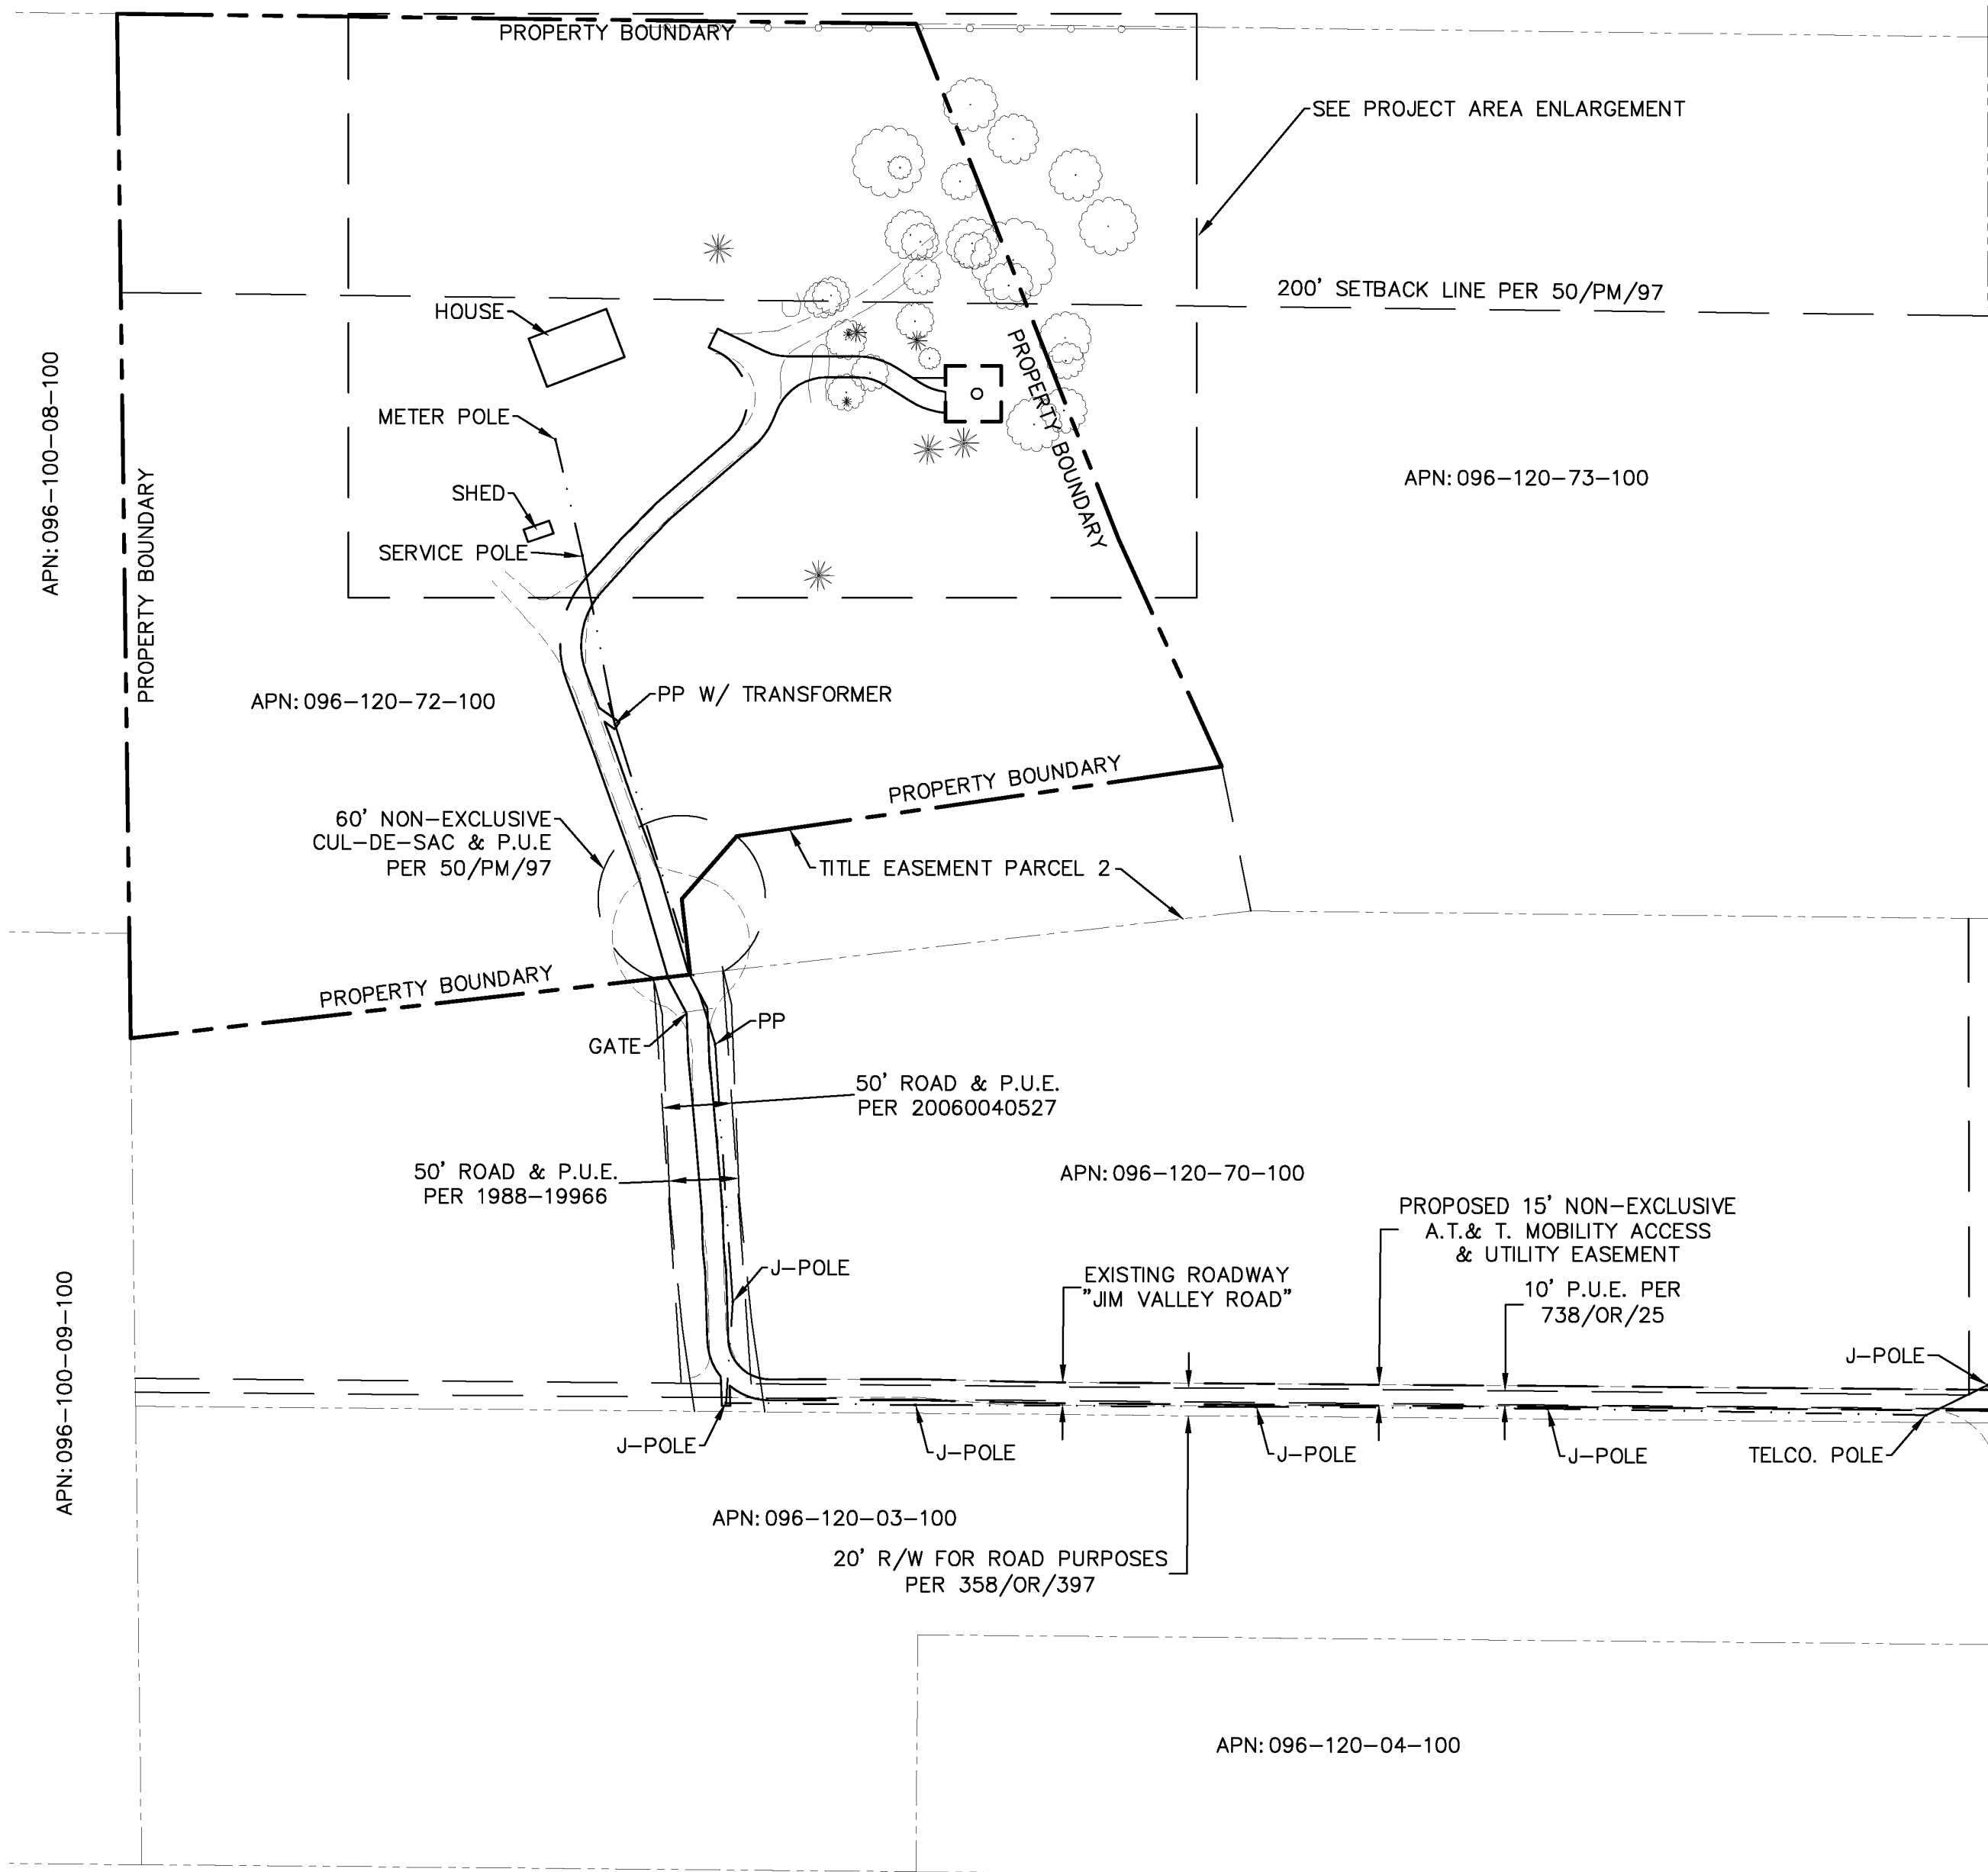 PROPERTY BOUNDARY
SEE PROJECT AREA ENLARGEMENT
200' SETBACK LINE PER 50/PM/97
HOUSE
PROPERTY BOUNDARY
APN: 096-100-08-100
METER POLE
APN: 096-120-73-100
PROPERTY BOUNDARY
SHED
SERVICE POLE
APN: 096-120-72-100
PP W/ TRANSFORMER
PROPERTY BOUNDARY
60' NON-EXCLUSIVE
CUL-DE-SAC & P.U.E
PER 50/PM/97
TITLE EASEMENT PARCEL 2
PROPERTY BOUNDARY
PP
GATE
50' ROAD & P.U.E.
PER 20060040527
50' ROAD & P.U.E.
PER 1988-19966
APN: 096-120-70-100
PROPOSED 15' NON-EXCLUSIVE
A.T.& T. MOBILITY ACCESS
& UTILITY EASEMENT
J-POLE
EXISTING ROADWAY
"JIM VALLEY ROAD"
10' P.U.E. PER
738/OR/25
APN: 096-100-09-100
J-POLE
J-POLE
J-POLE
J-POLE
J-POLE
TELCO. POLE
APN: 096-120-03-100
20' R/W FOR ROAD PURPOSES
PER 358/OR/397
APN: 096-120-04-100